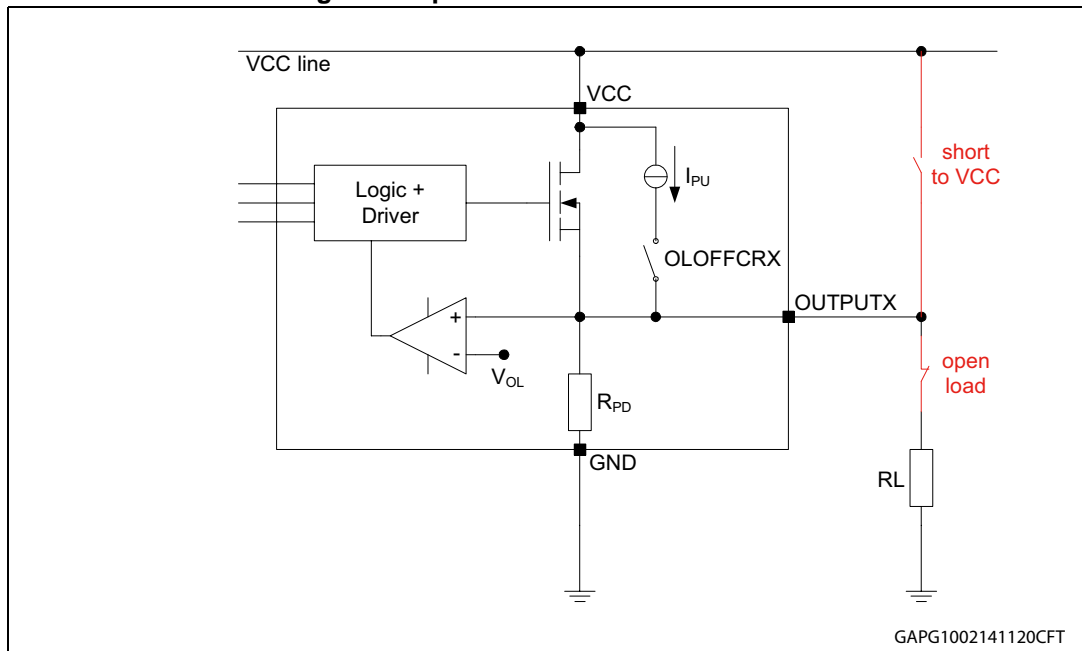 VCC line
VCC
short
to VCC
Logic +
Driver
IPU
OLOFFCRX
OUTPUTX
+
-
VOL
open
load
RPD
GND
RL
GAPG1002141120CFT